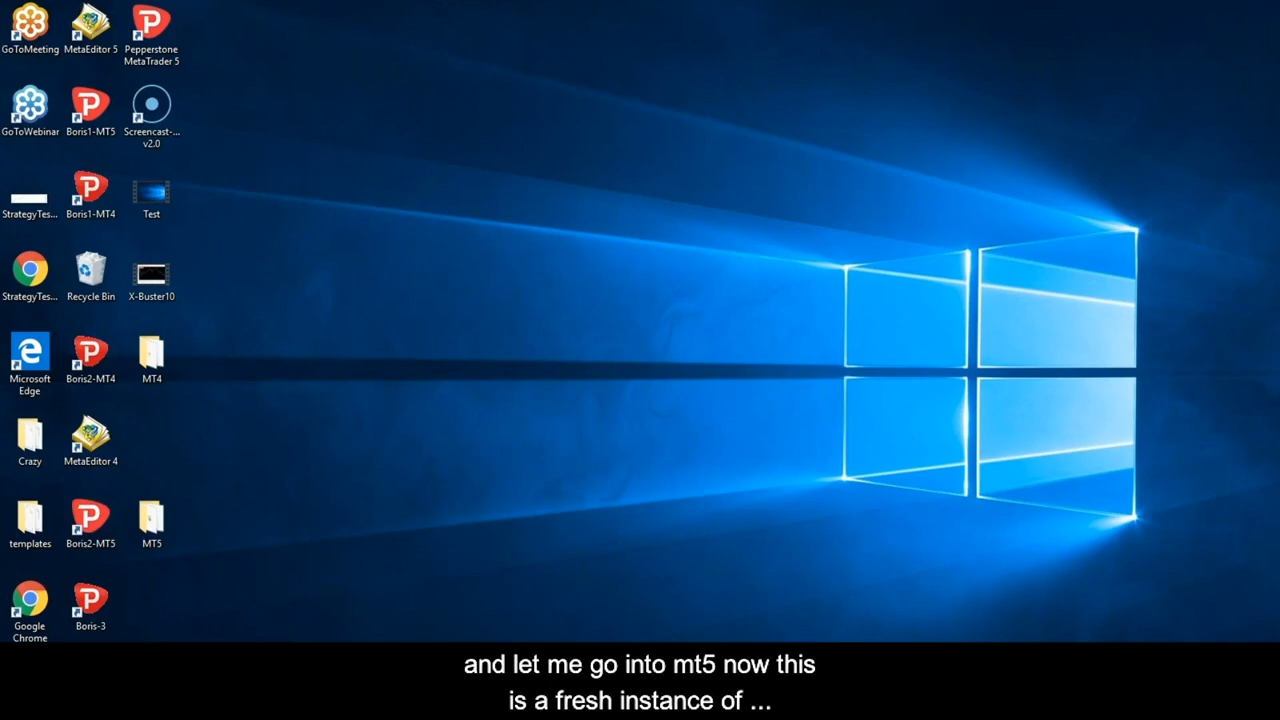 GoToMeeting
MetaEditor 5
Pepperstone
MetaTrader 5
GoToWebinar
Boris1-MT5
Screencast-...
v2.0
StrategyTes...
Boris1-MT4
Test
StrategyTes...
Recycle Bin
X-Buster10
Microsoft
Edge
Boris2-MT4
MT4
Crazy
MetaEditor 4
templates
Boris2-MT5
MT5
Google
Chrome
Boris-3
and let me go into mt5 now this
is a fresh instance of ...